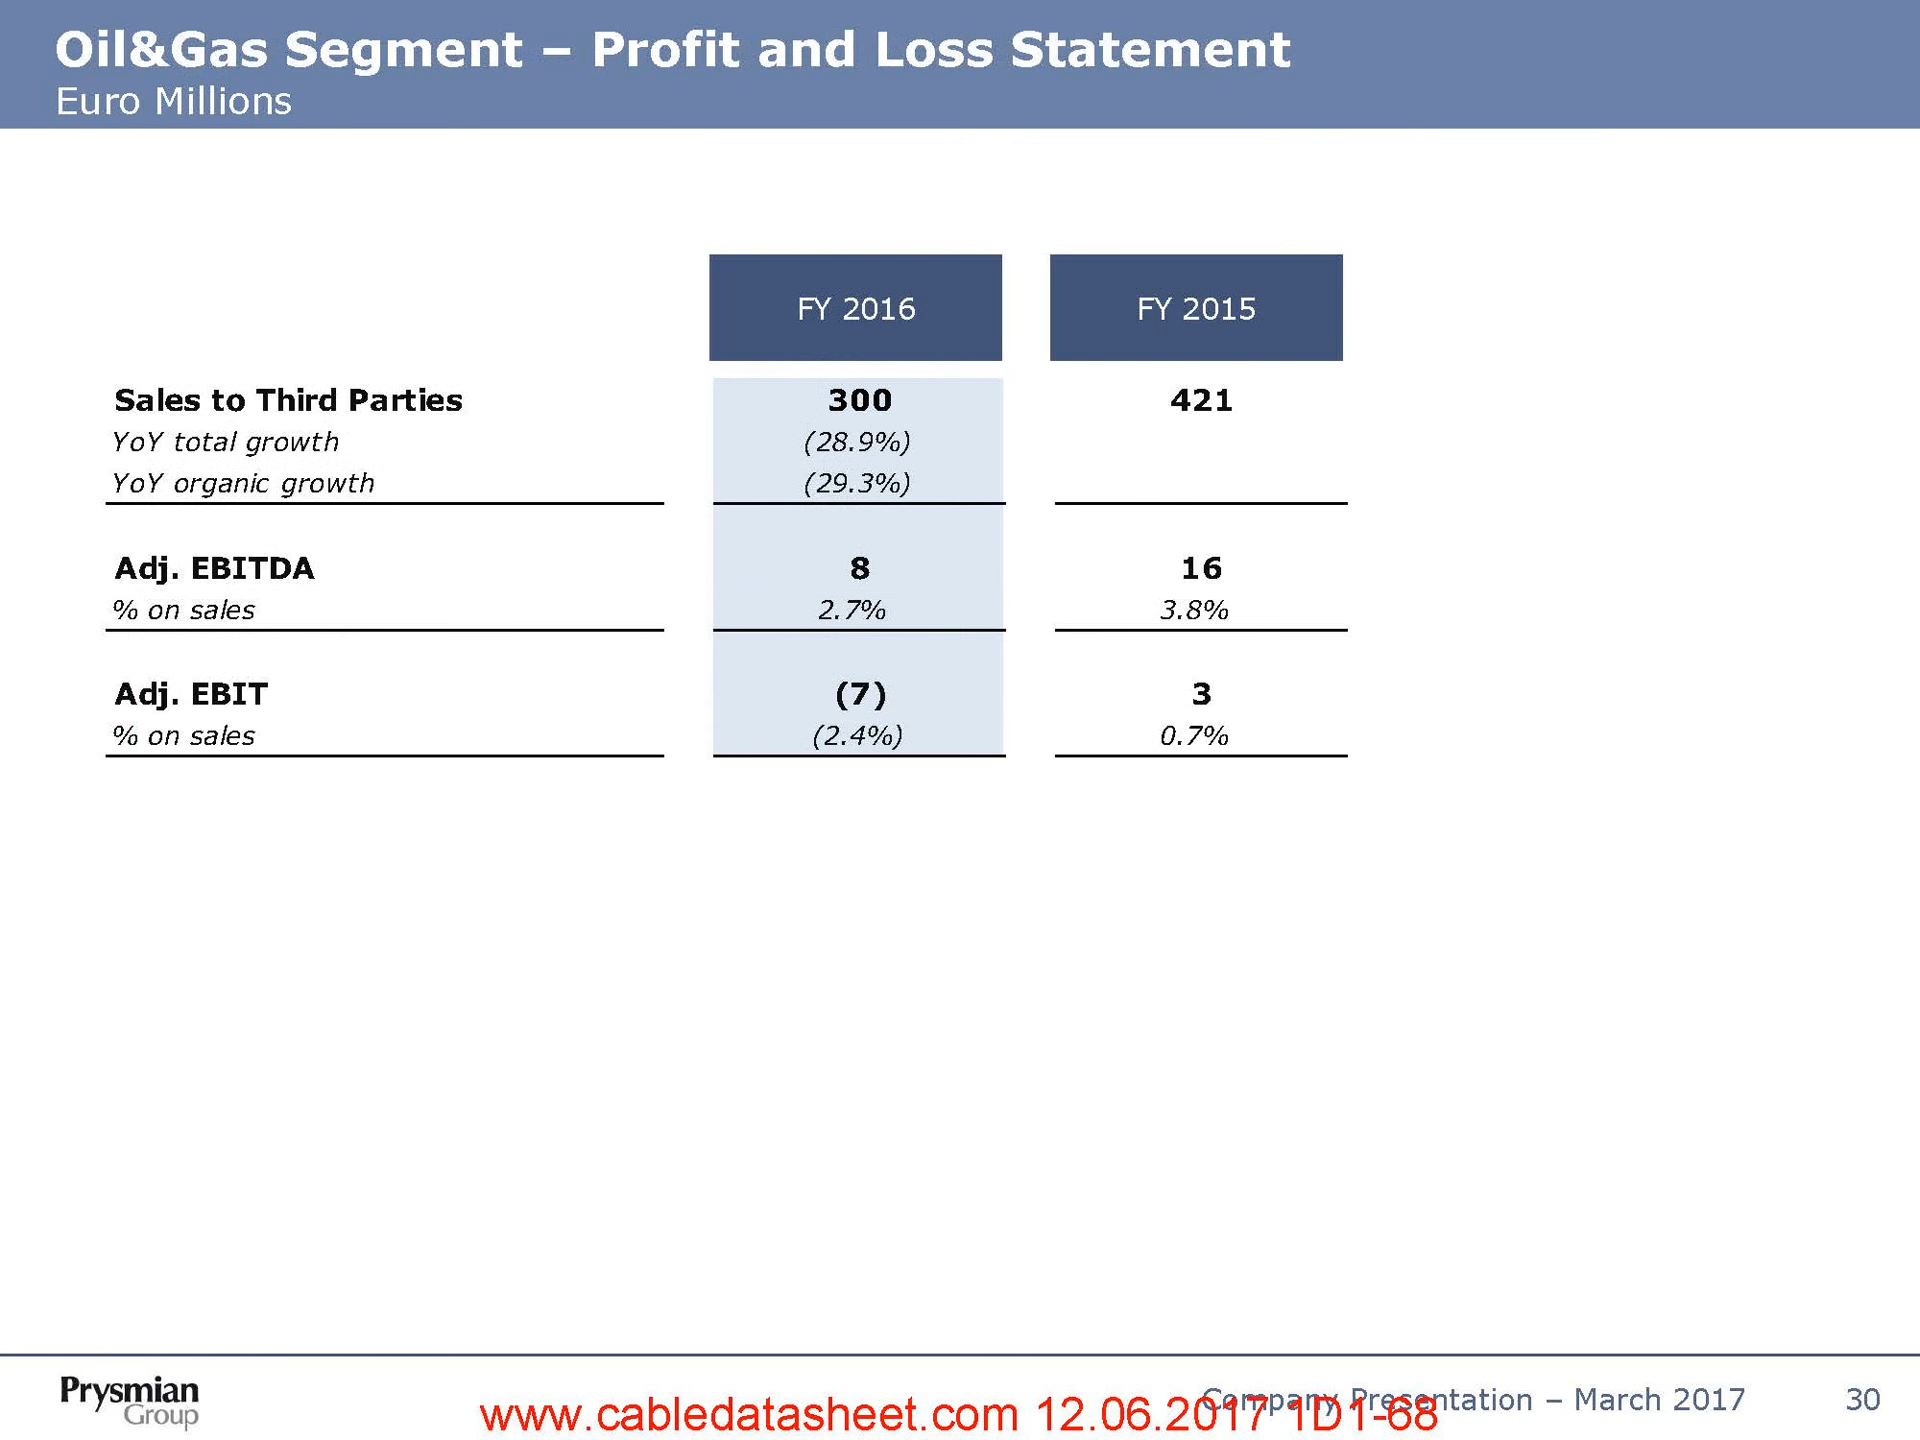 Oil&Gas Segment – Profit and Loss Statement
Euro Millions
FY 2016 FY 2015
Sales to Third Parties 300 421
YoY total growth (28.9%)
YoY organic growth (29.3%)
Adj. EBITDA 8 16
% on sales 2.7% 3.8%
Adj. EBIT (7) 3
% on sales (2.4%) 0.7%
Prysmian
Group
Company Presentation – March 2017 30
www.cabledatasheet.com 12.06.2017 1D1-68